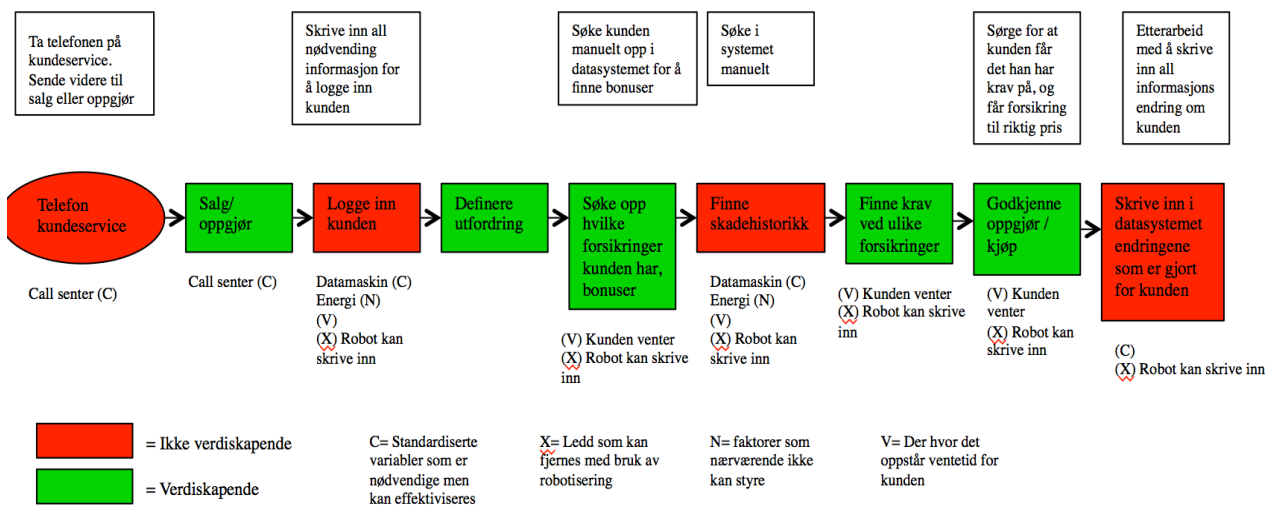 Ta telefonen på
kundeservice.
Sende videre til
salg eller oppgjør
Skrive inn all
nødvending
informasjon for
å logge inn
kunden
Søke kunden
manuelt opp i
datasystemet for å
finne bonuser
Søke i
systemet
manuelt
Sørge for at
kunden får
det han har
krav på, og
får forsikring
til riktig pris
Etterarbeid
med å skrive
inn all
informasjons
endring om
kunden
Telefon
kundeservice
Salg/
oppgjør
Logge inn
kunden
Definere
utfordring
Søke opp
hvilke
forsikringer
kunden har,
bonuser
Finne
skadehistorikk
Finne krav
ved ulike
forsikringer
Godkjenne
oppgjør /
kjøp
Skrive inn i
datasystemet
endringene
som er gjort
for kunden
Call senter (C)
Call senter (C)
Datamaskin (C)
Energi (N)
(V)
(X) Robot kan
skrive inn
(V) Kunden venter
(X) Robot kan skrive
inn
Datamaskin (C)
Energi (N)
(V)
(X) Robot kan
skrive inn
(V) Kunden venter
(X) Robot kan skrive
inn
(V) Kunden
venter
(X) Robot kan
skrive inn
(C)
(X) Robot kan skrive inn
= Ikke verdiskapende
= Verdiskapende
C= Standardiserte
variabler som er
nødvendige men
kan effektiviseres
X= Ledd som kan
fjernes med bruk av
robotisering
N= faktorer som
nærværende ikke
kan styre
V= Der hvor det
oppstår ventetid for
kunden